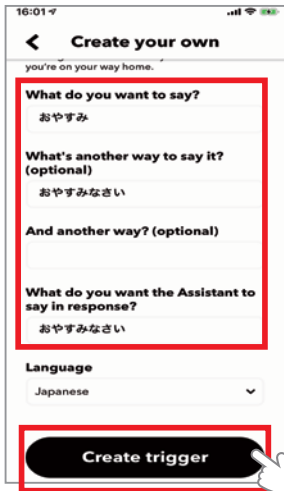 16:01
Create your own
you're on your way home.
What do you want to say?
おやすみ
What's another way to say it?
(optional)
おやすみなさい
And another way? (optional)
What do you want the Assistant to
say in response?
おやすみなさい
Language
Japanese
Create trigger